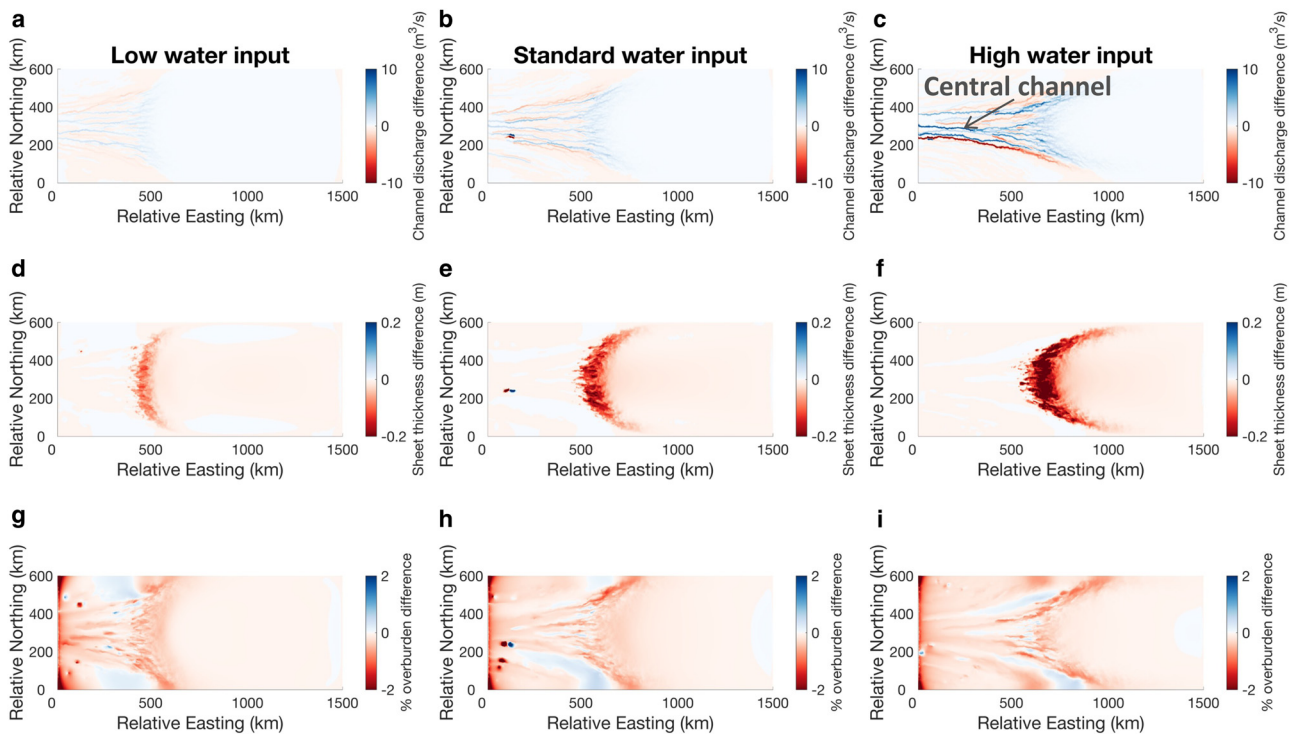 a
b
c
Low water input
Standard water input
High water input
Central channel
Relative Northing (km)
600
400
200
0
0
500
1000
1500
Relative Easting (km)
10
0
-10
Channel discharge difference (m³/s)
Relative Northing (km)
600
400
200
0
0
500
1000
1500
Relative Easting (km)
10
0
-10
Channel discharge difference (m³/s)
Relative Northing (km)
600
400
200
0
0
500
1000
1500
Relative Easting (km)
10
0
-10
Channel discharge difference (m³/s)
d
e
f
Relative Northing (km)
600
400
200
0
0
500
1000
1500
Relative Easting (km)
0.2
0
-0.2
Sheet thickness difference (m)
Relative Northing (km)
600
400
200
0
0
500
1000
1500
Relative Easting (km)
0.2
0
-0.2
Sheet thickness difference (m)
Relative Northing (km)
600
400
200
0
0
500
1000
1500
Relative Easting (km)
0.2
0
-0.2
Sheet thickness difference (m)
g
h
i
Relative Northing (km)
600
400
200
0
0
500
1000
1500
Relative Easting (km)
2
0
-2
% overburden difference
Relative Northing (km)
600
400
200
0
0
500
1000
1500
Relative Easting (km)
2
0
-2
% overburden difference
Relative Northing (km)
600
400
200
0
0
500
1000
1500
Relative Easting (km)
2
0
-2
% overburden difference